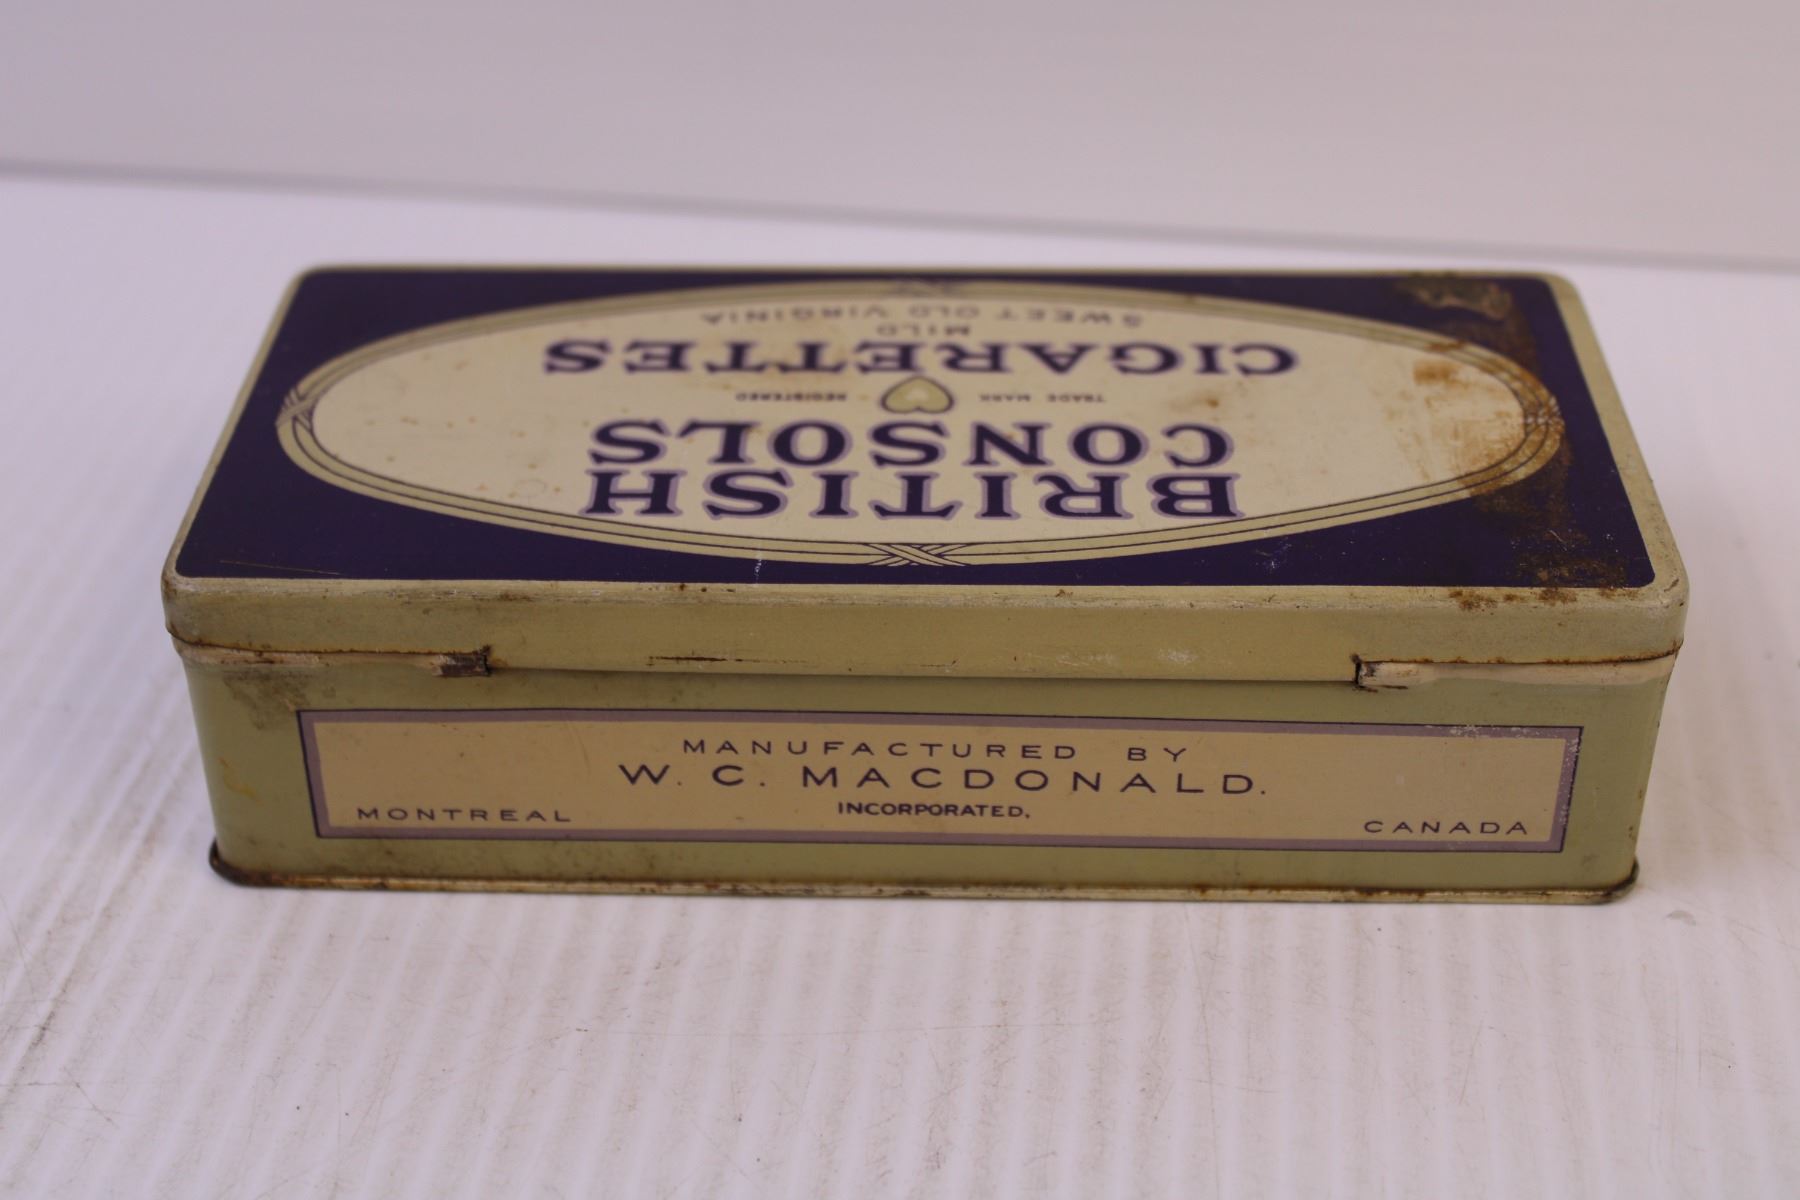 BRITISH
CONSOLS
TRADE MARK REGISTERED
CIGARETTES
MILD
SWEET OLD VIRGINIA
MANUFACTURED BY
W. C. MACDONALD.
INCORPORATED,
MONTREAL CANADA